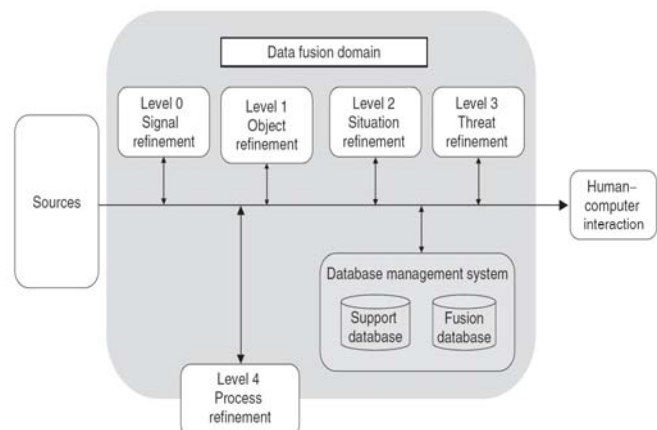 Data fusion domain
Level 0
Signal
refinement
Level 1
Object
refinement
Level 2
Situation
refinement
Level 3
Threat
refinement
Sources
Human–
computer
interaction
Database management system
Support
database
Fusion
database
Level 4
Process
refinement